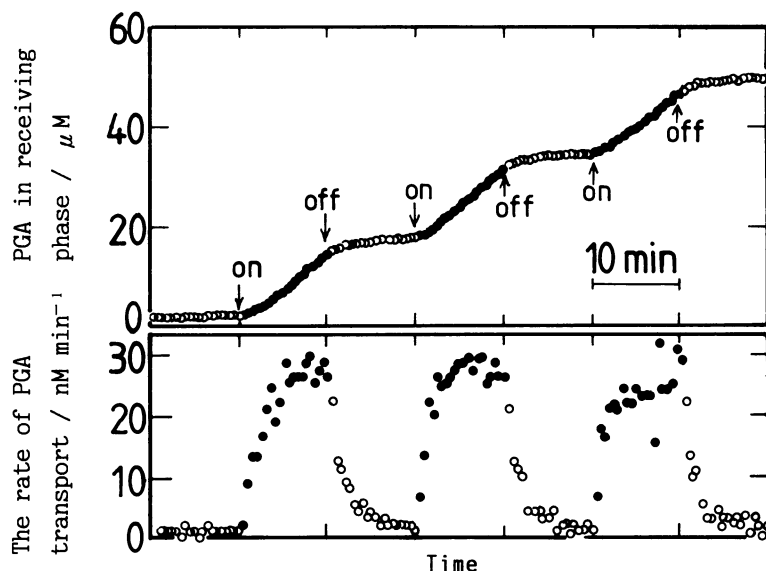 PGA in receiving
phase / μM
60
40
20
0
on
off
on
off
on
off
10 min
The rate of PGA
transport / nM min⁻¹
30
20
10
0
Time